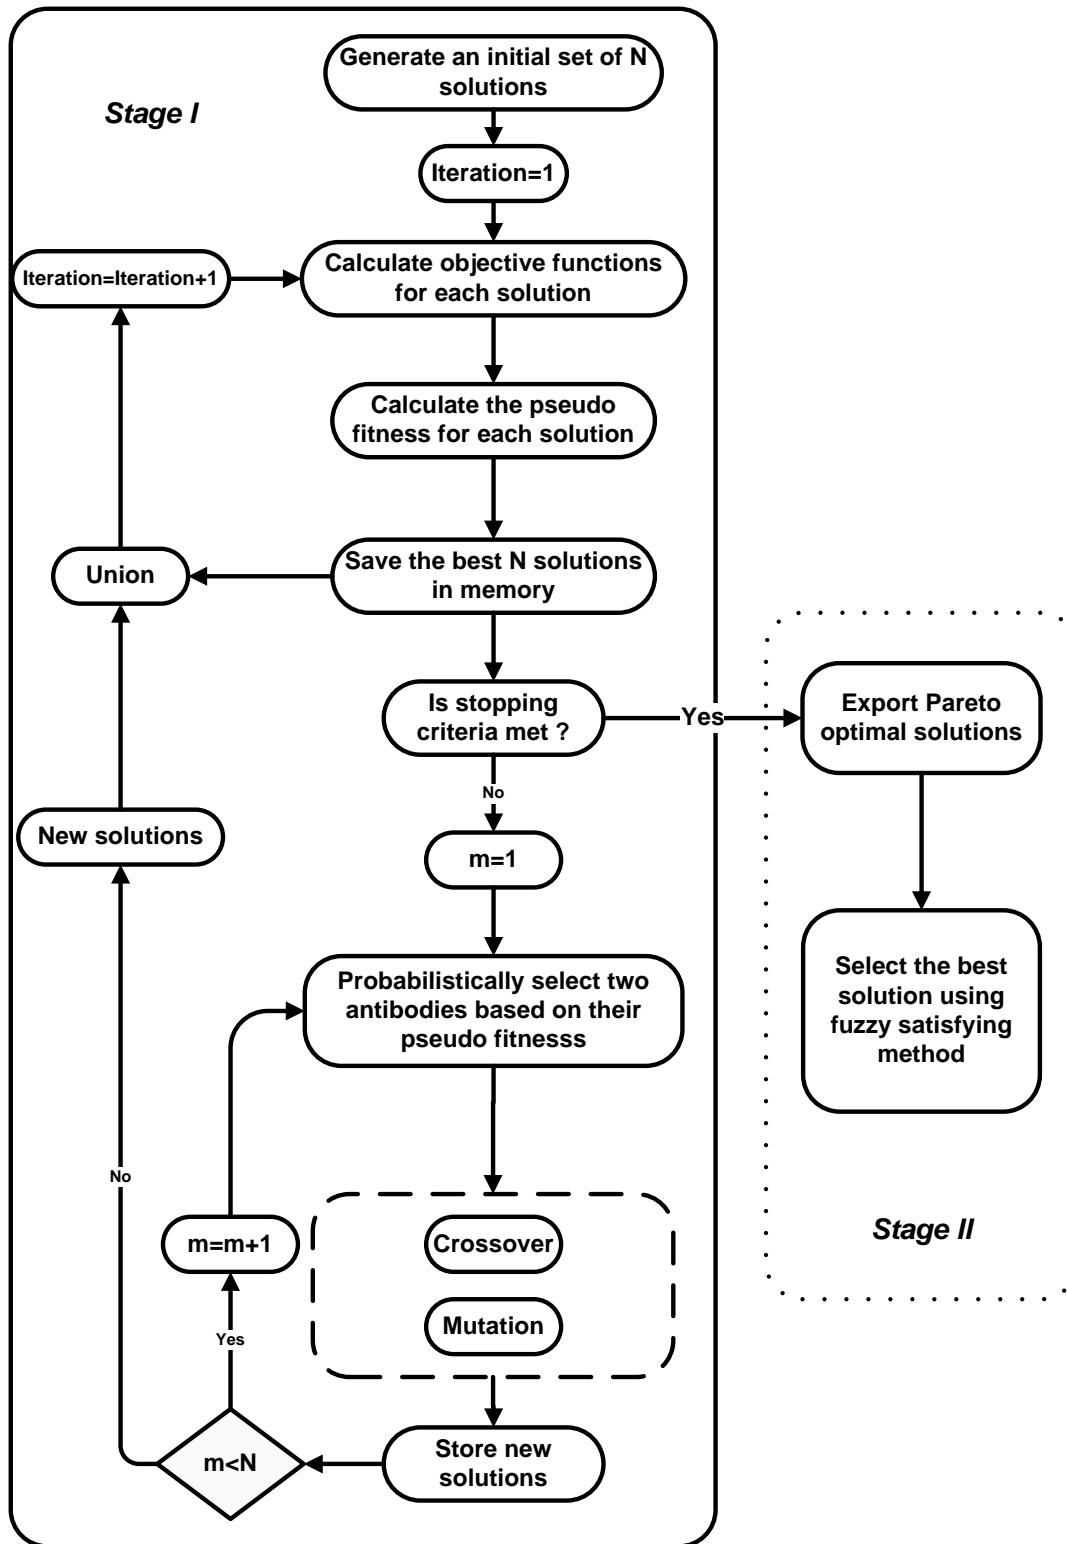 Generate an initial set of N
solutions
Stage I
Iteration=1
Iteration=Iteration+1
Calculate objective functions
for each solution
Calculate the pseudo
fitness for each solution
Save the best N solutions
in memory
Union
Is stopping
criteria met ?
Yes
Export Pareto
optimal solutions
No
New solutions
m=1
Probabilistically select two
antibodies based on their
pseudo fitnesss
Select the best
solution using
fuzzy satisfying
method
No
m=m+1
Crossover
Stage II
Mutation
Yes
m<N
Store new
solutions